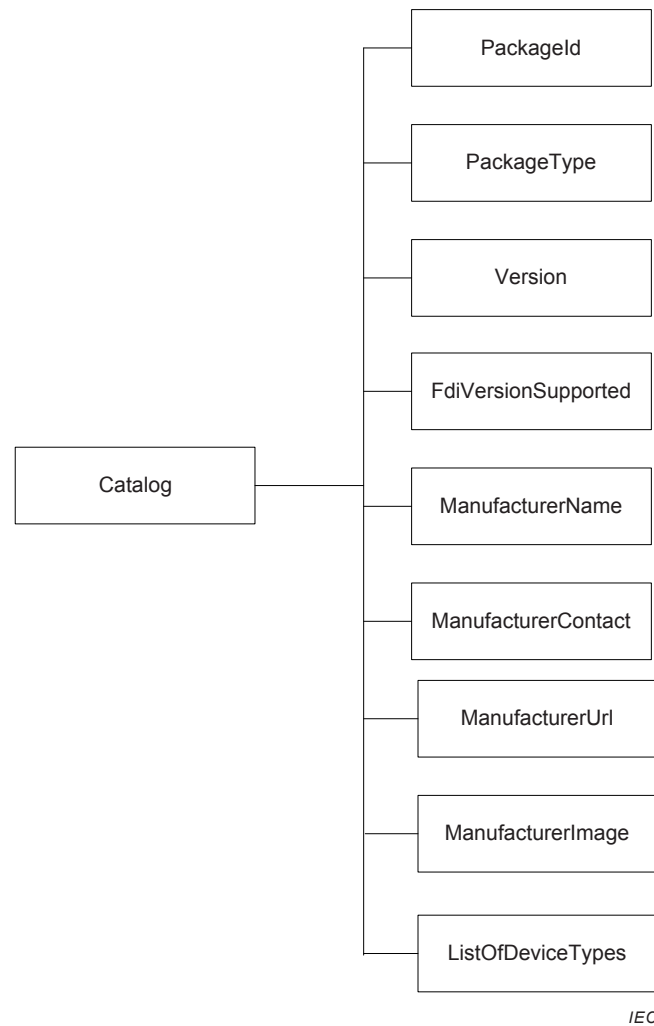 PackageId
PackageType
Version
FdiVersionSupported
Catalog
ManufacturerName
ManufacturerContact
ManufacturerUrl
ManufacturerImage
ListOfDeviceTypes
IEC